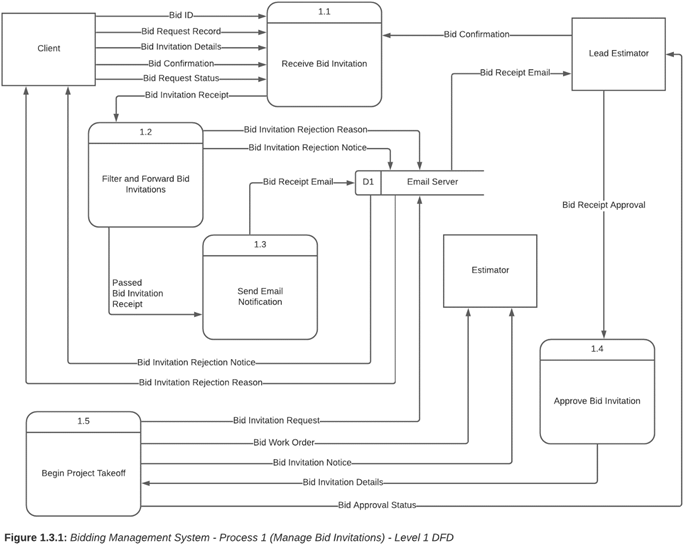 Bid ID
1.1
Bid Request Record
Client
Bid Invitation Details
Bid Confirmation
Receive Bid Invitation
Bid Confirmation
Lead Estimator
Bid Request Status
Bid Receipt Email
Bid Invitation Receipt
1.2
Bid Invitation Rejection Reason
Bid Invitation Rejection Notice
Filter and Forward Bid
Invitations
Bid Receipt Email
D1
Email Server
Bid Receipt Approval
1.3
Estimator
Passed
Bid Invitation
Receipt
Send Email
Notification
1.4
Bid Invitation Rejection Notice
Bid Invitation Rejection Reason
Approve Bid Invitation
1.5
Bid Invitation Request
Bid Work Order
Bid Invitation Notice
Begin Project Takeoff
Bid Invitation Details
Bid Approval Status
Figure 1.3.1: Bidding Management System - Process 1 (Manage Bid Invitations) - Level 1 DFD